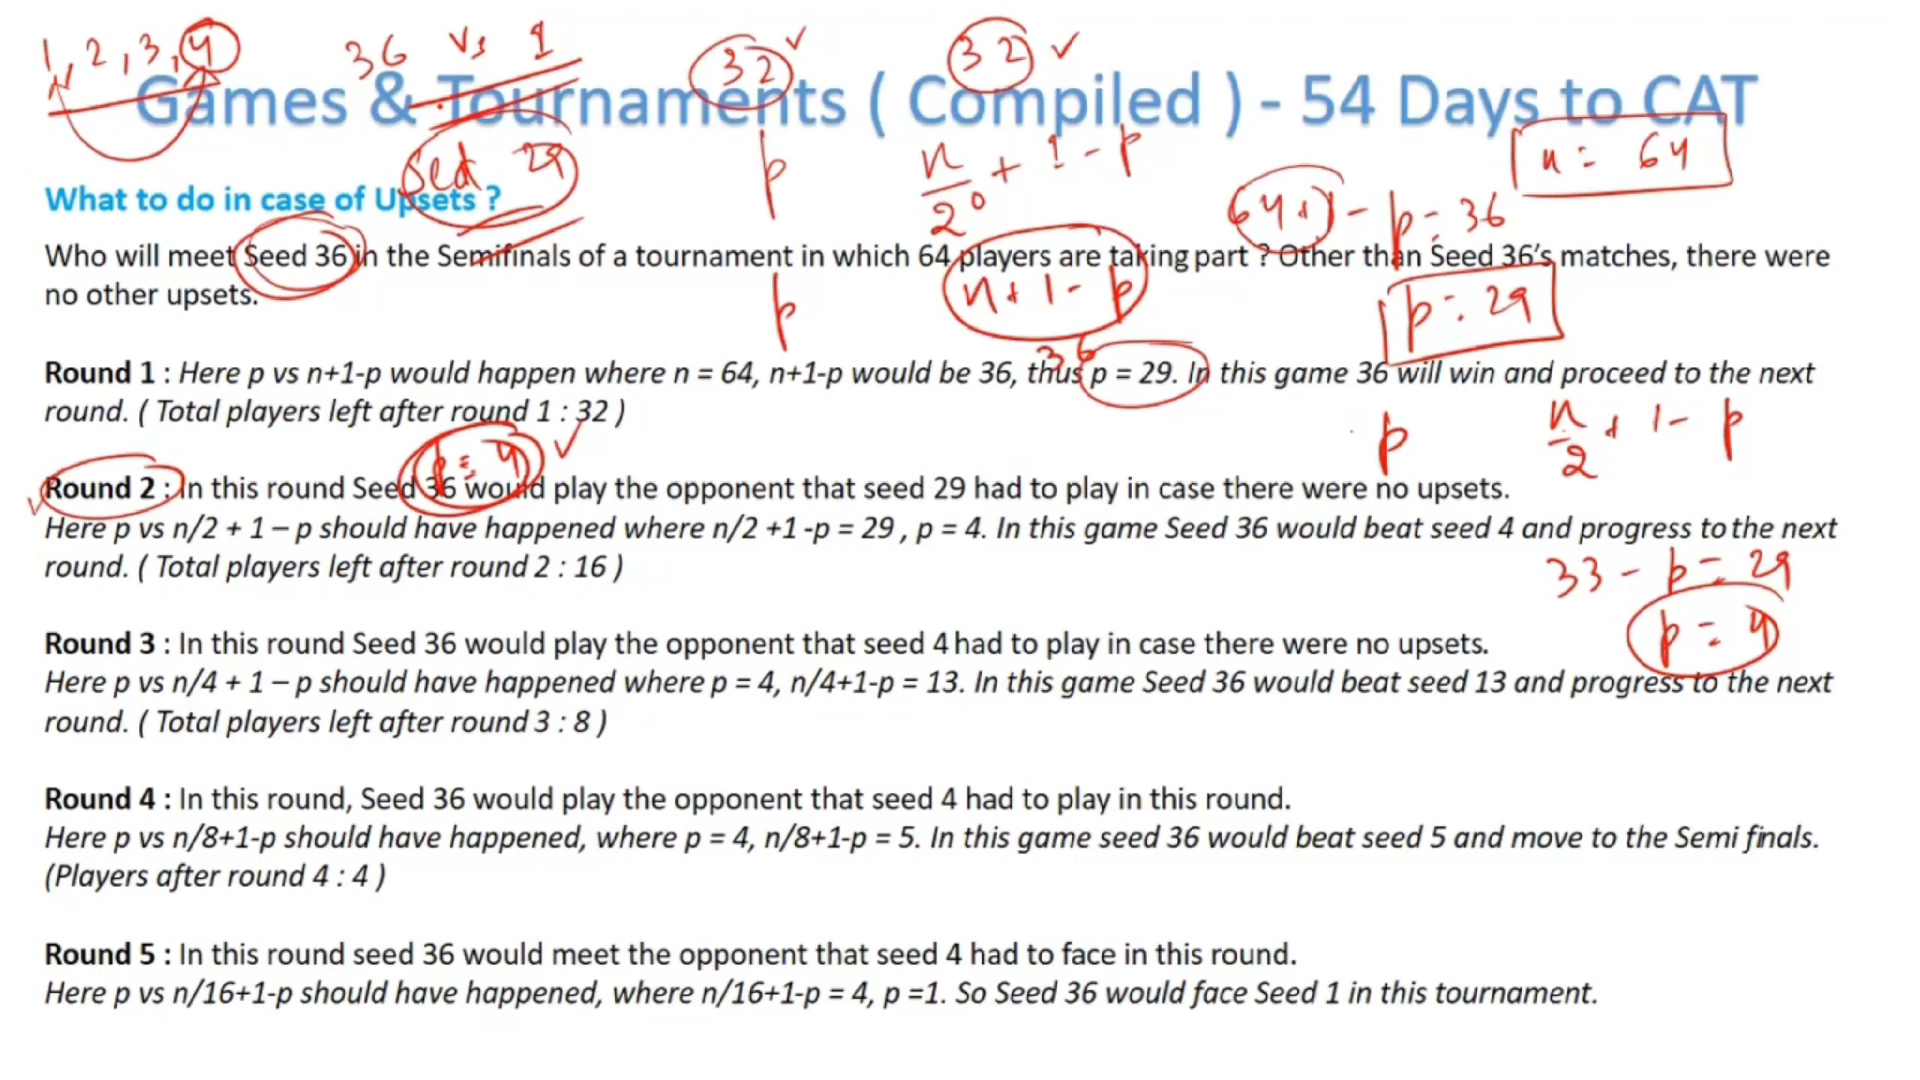 1, 2, 3, 4
36 vs 1
32 ✓
32 ✓
Games & Tournaments ( Compiled ) - 54 Days to CAT
n = 64
Seed 29
p
n/2 + 1 - p
64+1 - p = 36
What to do in case of Upsets ?
Who will meet Seed 36 in the Semifinals of a tournament in which 64 players are taking part ? Other than Seed 36's matches, there were
no other upsets.
p
n + 1 - p
p = 29
36
Round 1 : Here p vs n+1-p would happen where n = 64, n+1-p would be 36, thus p = 29. In this game 36 will win and proceed to the next
round. ( Total players left after round 1 : 32 )
p
n/2 + 1 - p
p = 4 ✓
Round 2 : In this round Seed 36 would play the opponent that seed 29 had to play in case there were no upsets.
Here p vs n/2 + 1 – p should have happened where n/2 +1 -p = 29 , p = 4. In this game Seed 36 would beat seed 4 and progress to the next
round. ( Total players left after round 2 : 16 )
33 - p = 29
p = 4
Round 3 : In this round Seed 36 would play the opponent that seed 4 had to play in case there were no upsets.
Here p vs n/4 + 1 – p should have happened where p = 4, n/4+1-p = 13. In this game Seed 36 would beat seed 13 and progress to the next
round. ( Total players left after round 3 : 8 )
Round 4 : In this round, Seed 36 would play the opponent that seed 4 had to play in this round.
Here p vs n/8+1-p should have happened, where p = 4, n/8+1-p = 5. In this game seed 36 would beat seed 5 and move to the Semi finals.
(Players after round 4 : 4 )
Round 5 : In this round seed 36 would meet the opponent that seed 4 had to face in this round.
Here p vs n/16+1-p should have happened, where n/16+1-p = 4, p =1. So Seed 36 would face Seed 1 in this tournament.